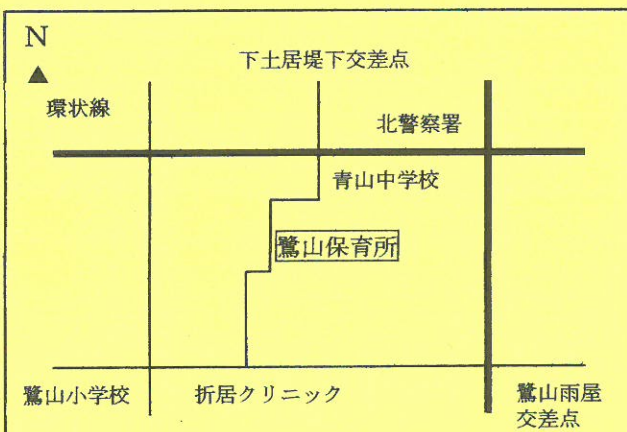 N
下土居堤下交差点
環状線
北警察署
青山中学校
鷺山保育所
鷺山小学校
折居クリニック
鷺山雨屋
交差点